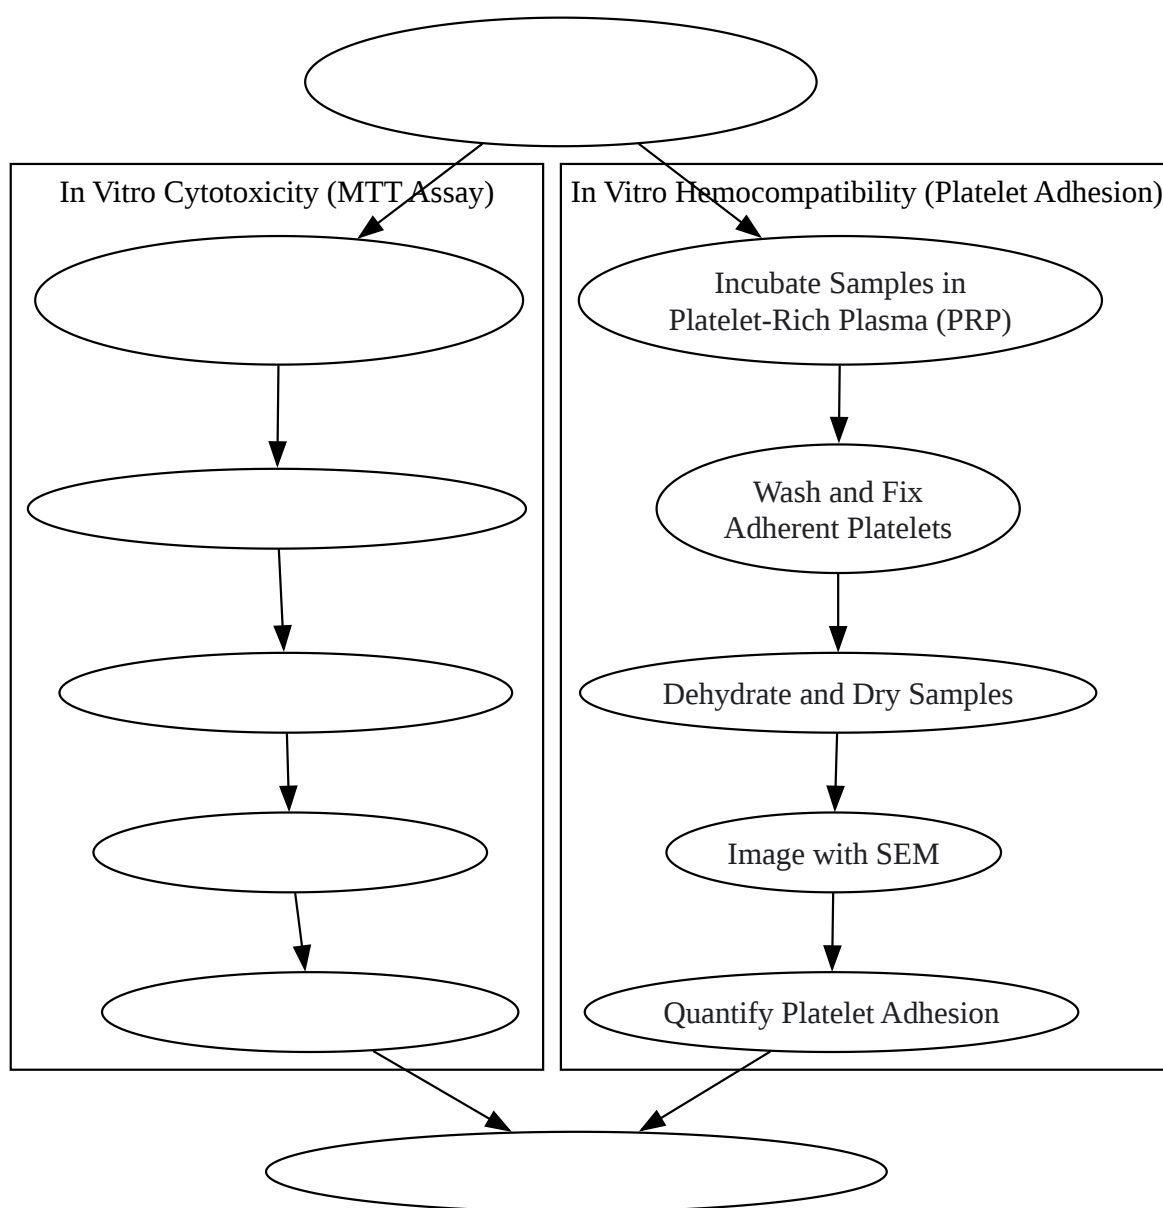 In Vitro Cytotoxicity (MTT Assay)
In Vitro Hemocompatibility (Platelet Adhesion)
Incubate Samples in
Platelet-Rich Plasma (PRP)
Wash and Fix
Adherent Platelets
Dehydrate and Dry Samples
Image with SEM
Quantify Platelet Adhesion